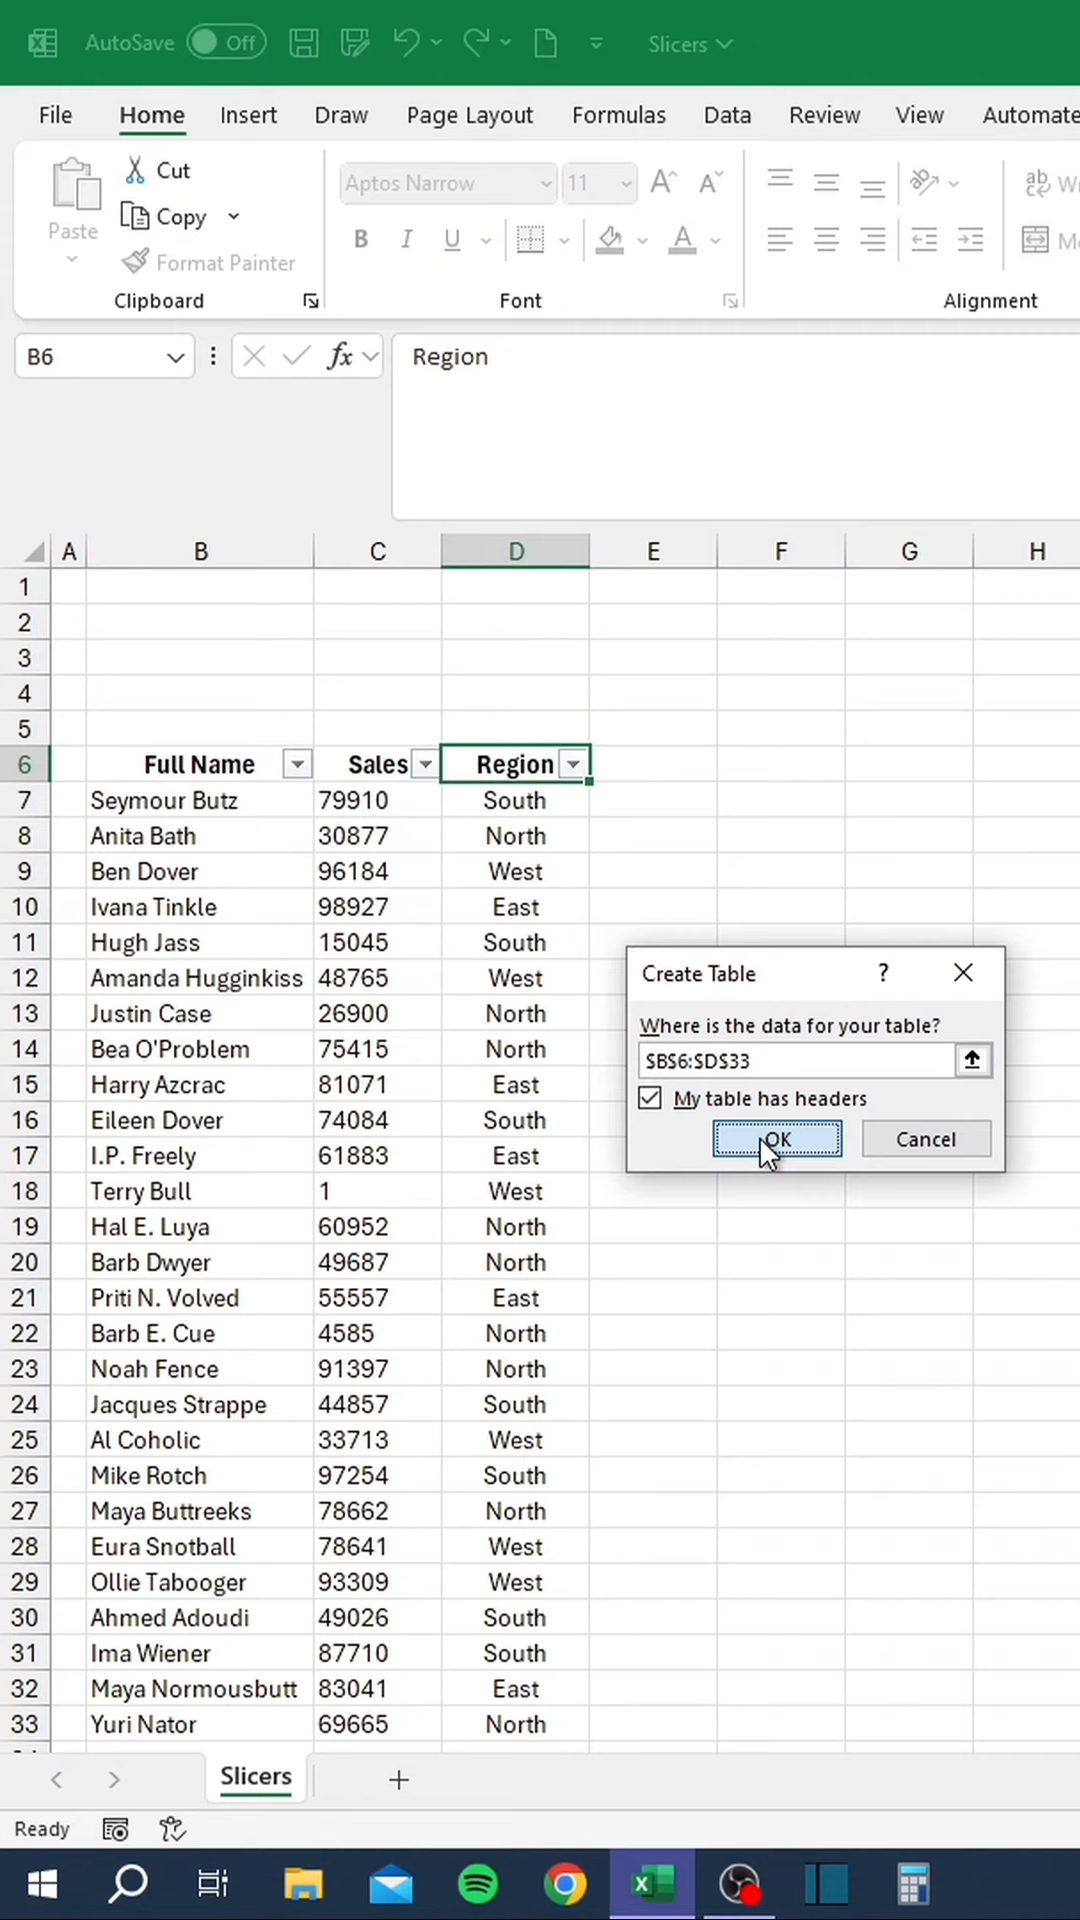 AutoSave Off Slicers
File Home Insert Draw Page Layout Formulas Data Review View Automate
Cut
Aptos Narrow 11
Copy
Paste
B I U A
Format Painter
Clipboard Font Alignment
B6 fx Region
A B C D E F G H
1
2
3
4
5
6 Full Name Sales Region
7 Seymour Butz 79910 South
8 Anita Bath 30877 North
9 Ben Dover 96184 West
10 Ivana Tinkle 98927 East
11 Hugh Jass 15045 South
12 Amanda Hugginkiss 48765 West
13 Justin Case 26900 North
14 Bea O'Problem 75415 North
15 Harry Azcrac 81071 East
16 Eileen Dover 74084 South
17 I.P. Freely 61883 East
18 Terry Bull 1 West
19 Hal E. Luya 60952 North
20 Barb Dwyer 49687 North
21 Priti N. Volved 55557 East
22 Barb E. Cue 4585 North
23 Noah Fence 91397 North
24 Jacques Strappe 44857 South
25 Al Coholic 33713 West
26 Mike Rotch 97254 South
27 Maya Buttreeks 78662 North
28 Eura Snotball 78641 West
29 Ollie Tabooger 93309 West
30 Ahmed Adoudi 49026 South
31 Ima Wiener 87710 South
32 Maya Normousbutt 83041 East
33 Yuri Nator 69665 North
Create Table ?
Where is the data for your table?
$B$6:$D$33
My table has headers
OK Cancel
Slicers
Ready